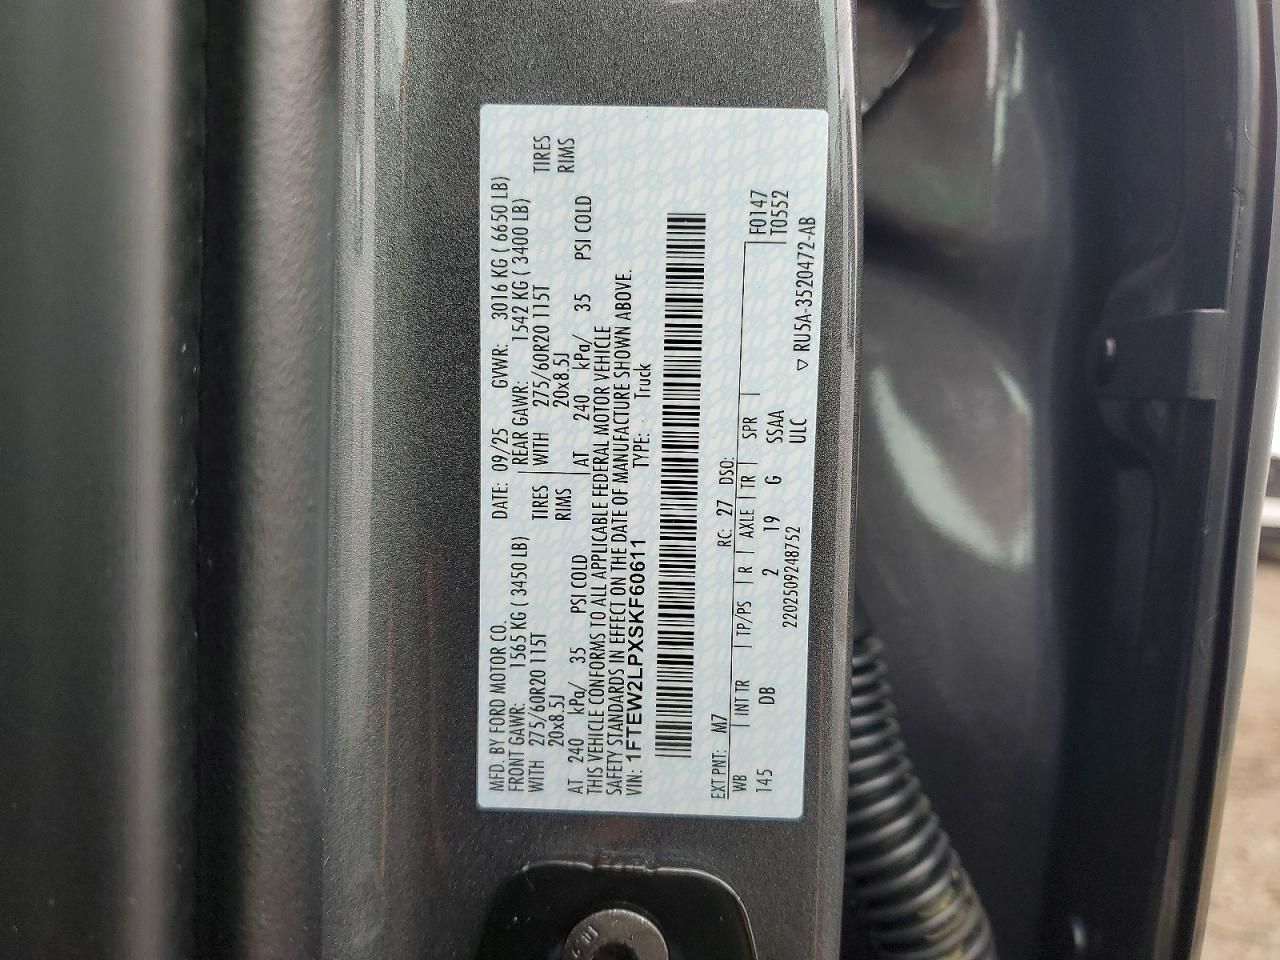 MFD. BY FORD MOTOR CO. DATE: 09/25 GVWR: 3016 KG ( 6650 LB)
FRONT GAWR: 1565 KG ( 3450 LB) REAR GAWR: 1542 KG ( 3400 LB)
WITH 275/60R20 115T TIRES WITH 275/60R20 115T TIRES
20x8.5J RIMS 20x8.5J RIMS
AT 240 kPa/ 35 PSI COLD AT 240 kPa/ 35 PSI COLD
THIS VEHICLE CONFORMS TO ALL APPLICABLE FEDERAL MOTOR VEHICLE
SAFETY STANDARDS IN EFFECT ON THE DATE OF MANUFACTURE SHOWN ABOVE.
VIN: 1FTEW2LPXSKF60611 TYPE: Truck
EXT PNT: M7 RC: 27 DSO:
WB INT TR TP/PS R AXLE TR SPR F0147
T0552
145 DB 2 19 G SSAA
2202509248752 ULC
▽ RU5A-3520472-AB